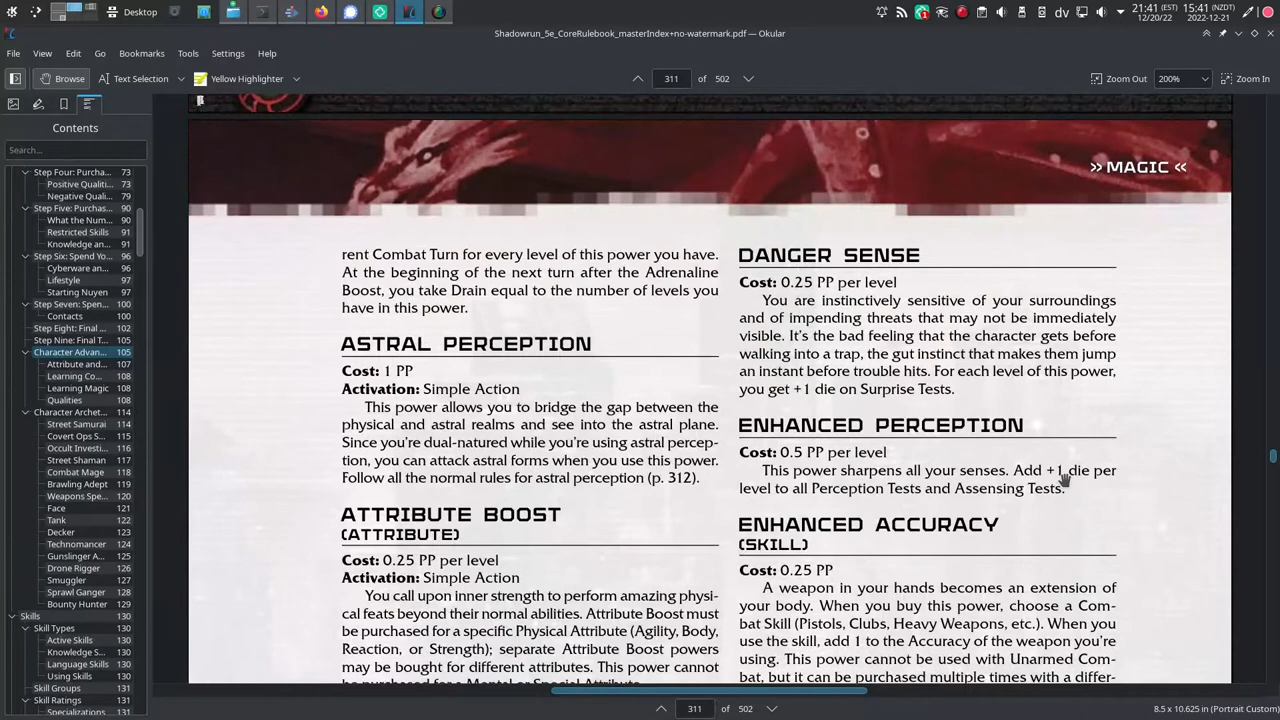 Desktop
21:41 (EST)
12/20/22
15:41 (NZDT)
2022-12-21
Shadowrun_5e_CoreRulebook_masterIndex+no-watermark.pdf — Okular
File View Edit Go Bookmarks Tools Settings Help
Browse Text Selection Yellow Highlighter 311 of 502 Zoom Out 200% Zoom In
Contents
Search...
Step Four: Purcha... 73
Positive Qualiti... 73
Negative Quali... 79
Step Five: Purchas... 90
What the Num... 90
Restricted Skills 91
Knowledge an... 91
Step Six: Spend Yo... 96
Cyberware an... 96
Lifestyle 97
Starting Nuyen 97
Step Seven: Spen... 100
Contacts 100
Step Eight: Final ... 102
Step Nine: Final T... 105
Character Advan... 105
Attribute and... 107
Learning Co... 108
Learning Magic 108
Qualities 108
Character Archet... 114
Street Samurai 114
Covert Ops S... 115
Occult Investi... 116
Street Shaman 117
Combat Mage 118
Brawling Adept 119
Weapons Spe... 120
Face 121
Tank 122
Decker 123
Technomancer 124
Gunslinger A... 125
Drone Rigger 126
Smuggler 127
Sprawl Ganger 128
Bounty Hunter 129
Skills 130
Skill Types 130
Active Skills 130
Knowledge S... 130
Language Skills 130
Using Skills 130
Skill Groups 131
Skill Ratings 131
Specializations 131
» MAGIC «
rent Combat Turn for every level of this power you have.
At the beginning of the next turn after the Adrenaline
Boost, you take Drain equal to the number of levels you
have in this power.
ASTRAL PERCEPTION
Cost: 1 PP
Activation: Simple Action
This power allows you to bridge the gap between the
physical and astral realms and see into the astral plane.
Since you're dual-natured while you're using astral percep-
tion, you can attack astral forms when you use this power.
Follow all the normal rules for astral perception (p. 312).
ATTRIBUTE BOOST
(ATTRIBUTE)
Cost: 0.25 PP per level
Activation: Simple Action
You call upon inner strength to perform amazing physi-
cal feats beyond their normal abilities. Attribute Boost must
be purchased for a specific Physical Attribute (Agility, Body,
Reaction, or Strength); separate Attribute Boost powers
may be bought for different attributes. This power cannot
be purchased for a Mental or Special Attribute.
DANGER SENSE
Cost: 0.25 PP per level
You are instinctively sensitive of your surroundings
and of impending threats that may not be immediately
visible. It's the bad feeling that the character gets before
walking into a trap, the gut instinct that makes them jump
an instant before trouble hits. For each level of this power,
you get +1 die on Surprise Tests.
ENHANCED PERCEPTION
Cost: 0.5 PP per level
This power sharpens all your senses. Add +1 die per
level to all Perception Tests and Assensing Tests.
ENHANCED ACCURACY
(SKILL)
Cost: 0.25 PP
A weapon in your hands becomes an extension of
your body. When you buy this power, choose a Com-
bat Skill (Pistols, Clubs, Heavy Weapons, etc.). When you
use the skill, add 1 to the Accuracy of the weapon you're
using. This power cannot be used with Unarmed Com-
bat, but it can be purchased multiple times with a differ-
311 of 502
8.5 x 10.625 in (Portrait Custom)